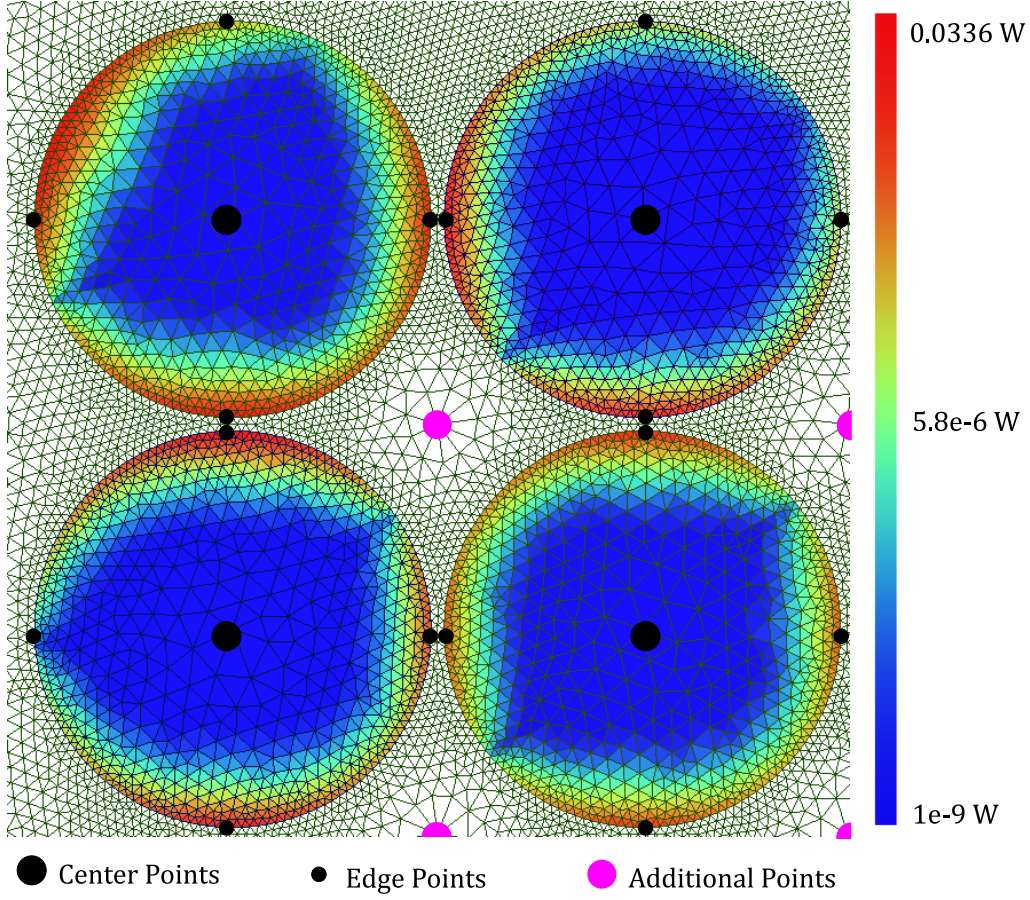 0.0336 W
5.8e-6 W
1e-9 W
Center Points
Edge Points
Additional Points